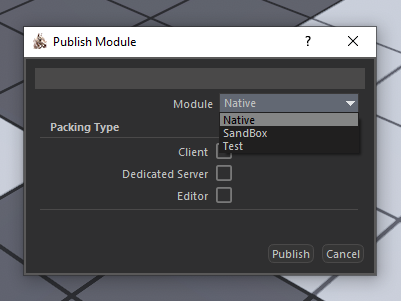 Publish Module
?
Module Native
Native
SandBox
Test
Packing Type
Client
Dedicated Server
Editor
Publish Cancel